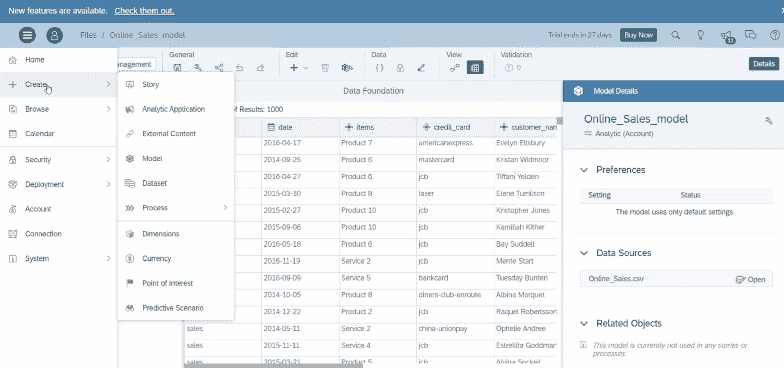 New features are available. Check them out.
Files / Online_Sales_model
Trial ends in 27 days
Buy Now
11
Home
Create
Browse
Calendar
Security
Deployment
Account
Connection
System
Story
Analytic Application
External Content
Model
Dataset
Process
Dimensions
Currency
Point of Interest
Predictive Scenario
anagement
General
Edit
Data
View
Validation
0
Details
Data Foundation
of Results: 1000
date items credit_card customer_nam
2016-04-17 Product 7 americanexpress Evelyn Ellsbury
2014-09-25 Product 6 mastercard Kristan Widmoor
2016-04-27 Product 6 jcb Tiffani Yelden
2015-03-30 Product 8 laser Elene Tumilson
2015-02-27 Product 10 jcb Kristopher Jones
2015-09-06 Product 10 jcb Kamillah Kither
2016-05-18 Product 6 jcb Bay Suddell
2016-11-19 Service 2 jcb Merrie Start
2016-09-09 Service 5 bankcard Tuesday Bunten
2014-10-05 Product 8 diners-club-enroute Albina Marquet
2014-12-22 Product 2 jcb Raquel Robertsson
sales 2014-05-11 Service 2 china-unionpay Ophelie Andree
sales 2015-11-11 Service 4 jcb Estrellita Goddman
sales 2015-03-21 Product 5 jcb Alvina Sockell
Model Details
Online_Sales_model
Analytic (Account)
Preferences
Setting Status
The model uses only default settings
Data Sources
Online_Sales.csv Open
Related Objects
This model is currently not used in any stories or
processes.